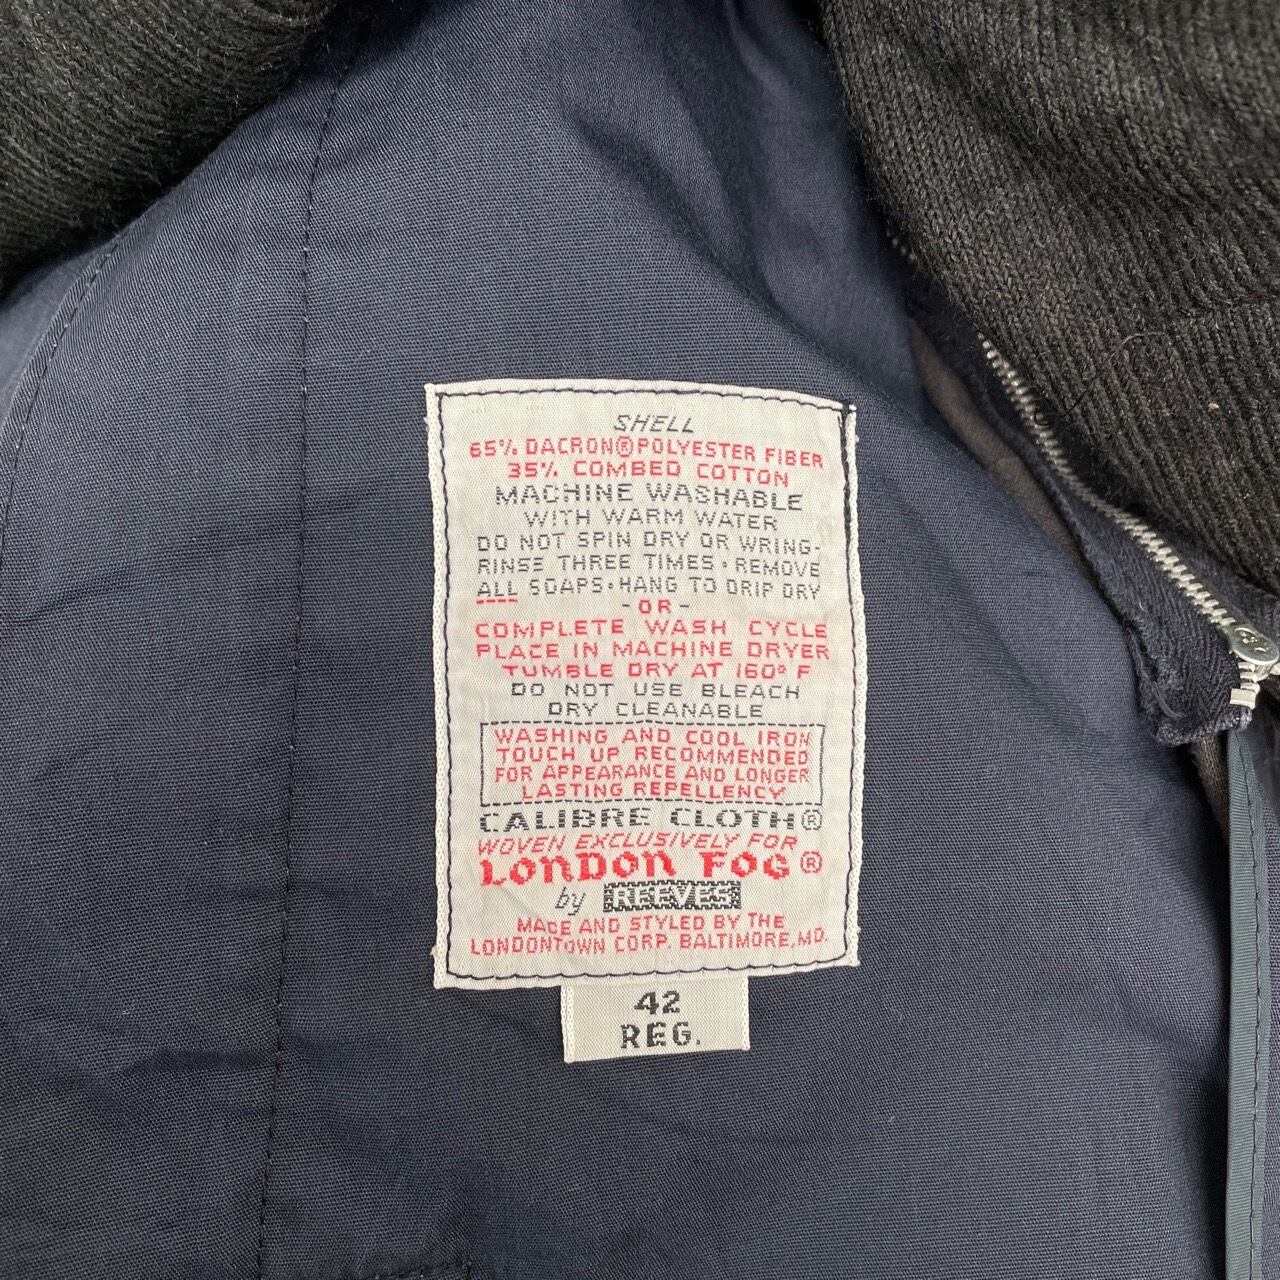 SHELL
65% DACRON® POLYESTER FIBER
35% COMBED COTTON
MACHINE WASHABLE
WITH WARM WATER
DO NOT SPIN DRY OR WRING-
RINSE THREE TIMES · REMOVE
ALL SOAPS · HANG TO DRIP DRY
- OR -
COMPLETE WASH CYCLE
PLACE IN MACHINE DRYER
TUMBLE DRY AT 160° F
DO NOT USE BLEACH
DRY CLEANABLE
WASHING AND COOL IRON
TOUCH UP RECOMMENDED
FOR APPEARANCE AND LONGER
LASTING REPELLENCY
CALIBRE CLOTH®
WOVEN EXCLUSIVELY FOR
LONDON FOG®
by REEVES
MADE AND STYLED BY THE
LONDONTOWN CORP. BALTIMORE, MD.
42
REG.